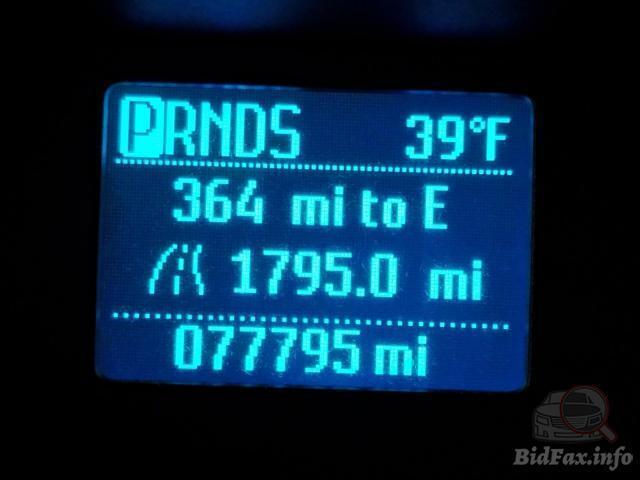 PRNDS 39°F
364 mi to E
1795.0 mi
077795 mi
BidFax.info